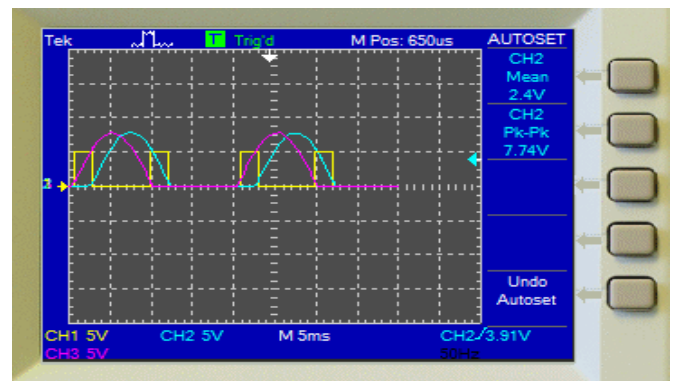 Tek T Trig'd M Pos: 650us AUTOSET
CH2
Mean
2.4V
CH2
Pk-Pk
7.74V
2
Undo
Autoset
CH1 5V CH2 5V M 5ms CH2 3.91V
CH3 5V 50Hz